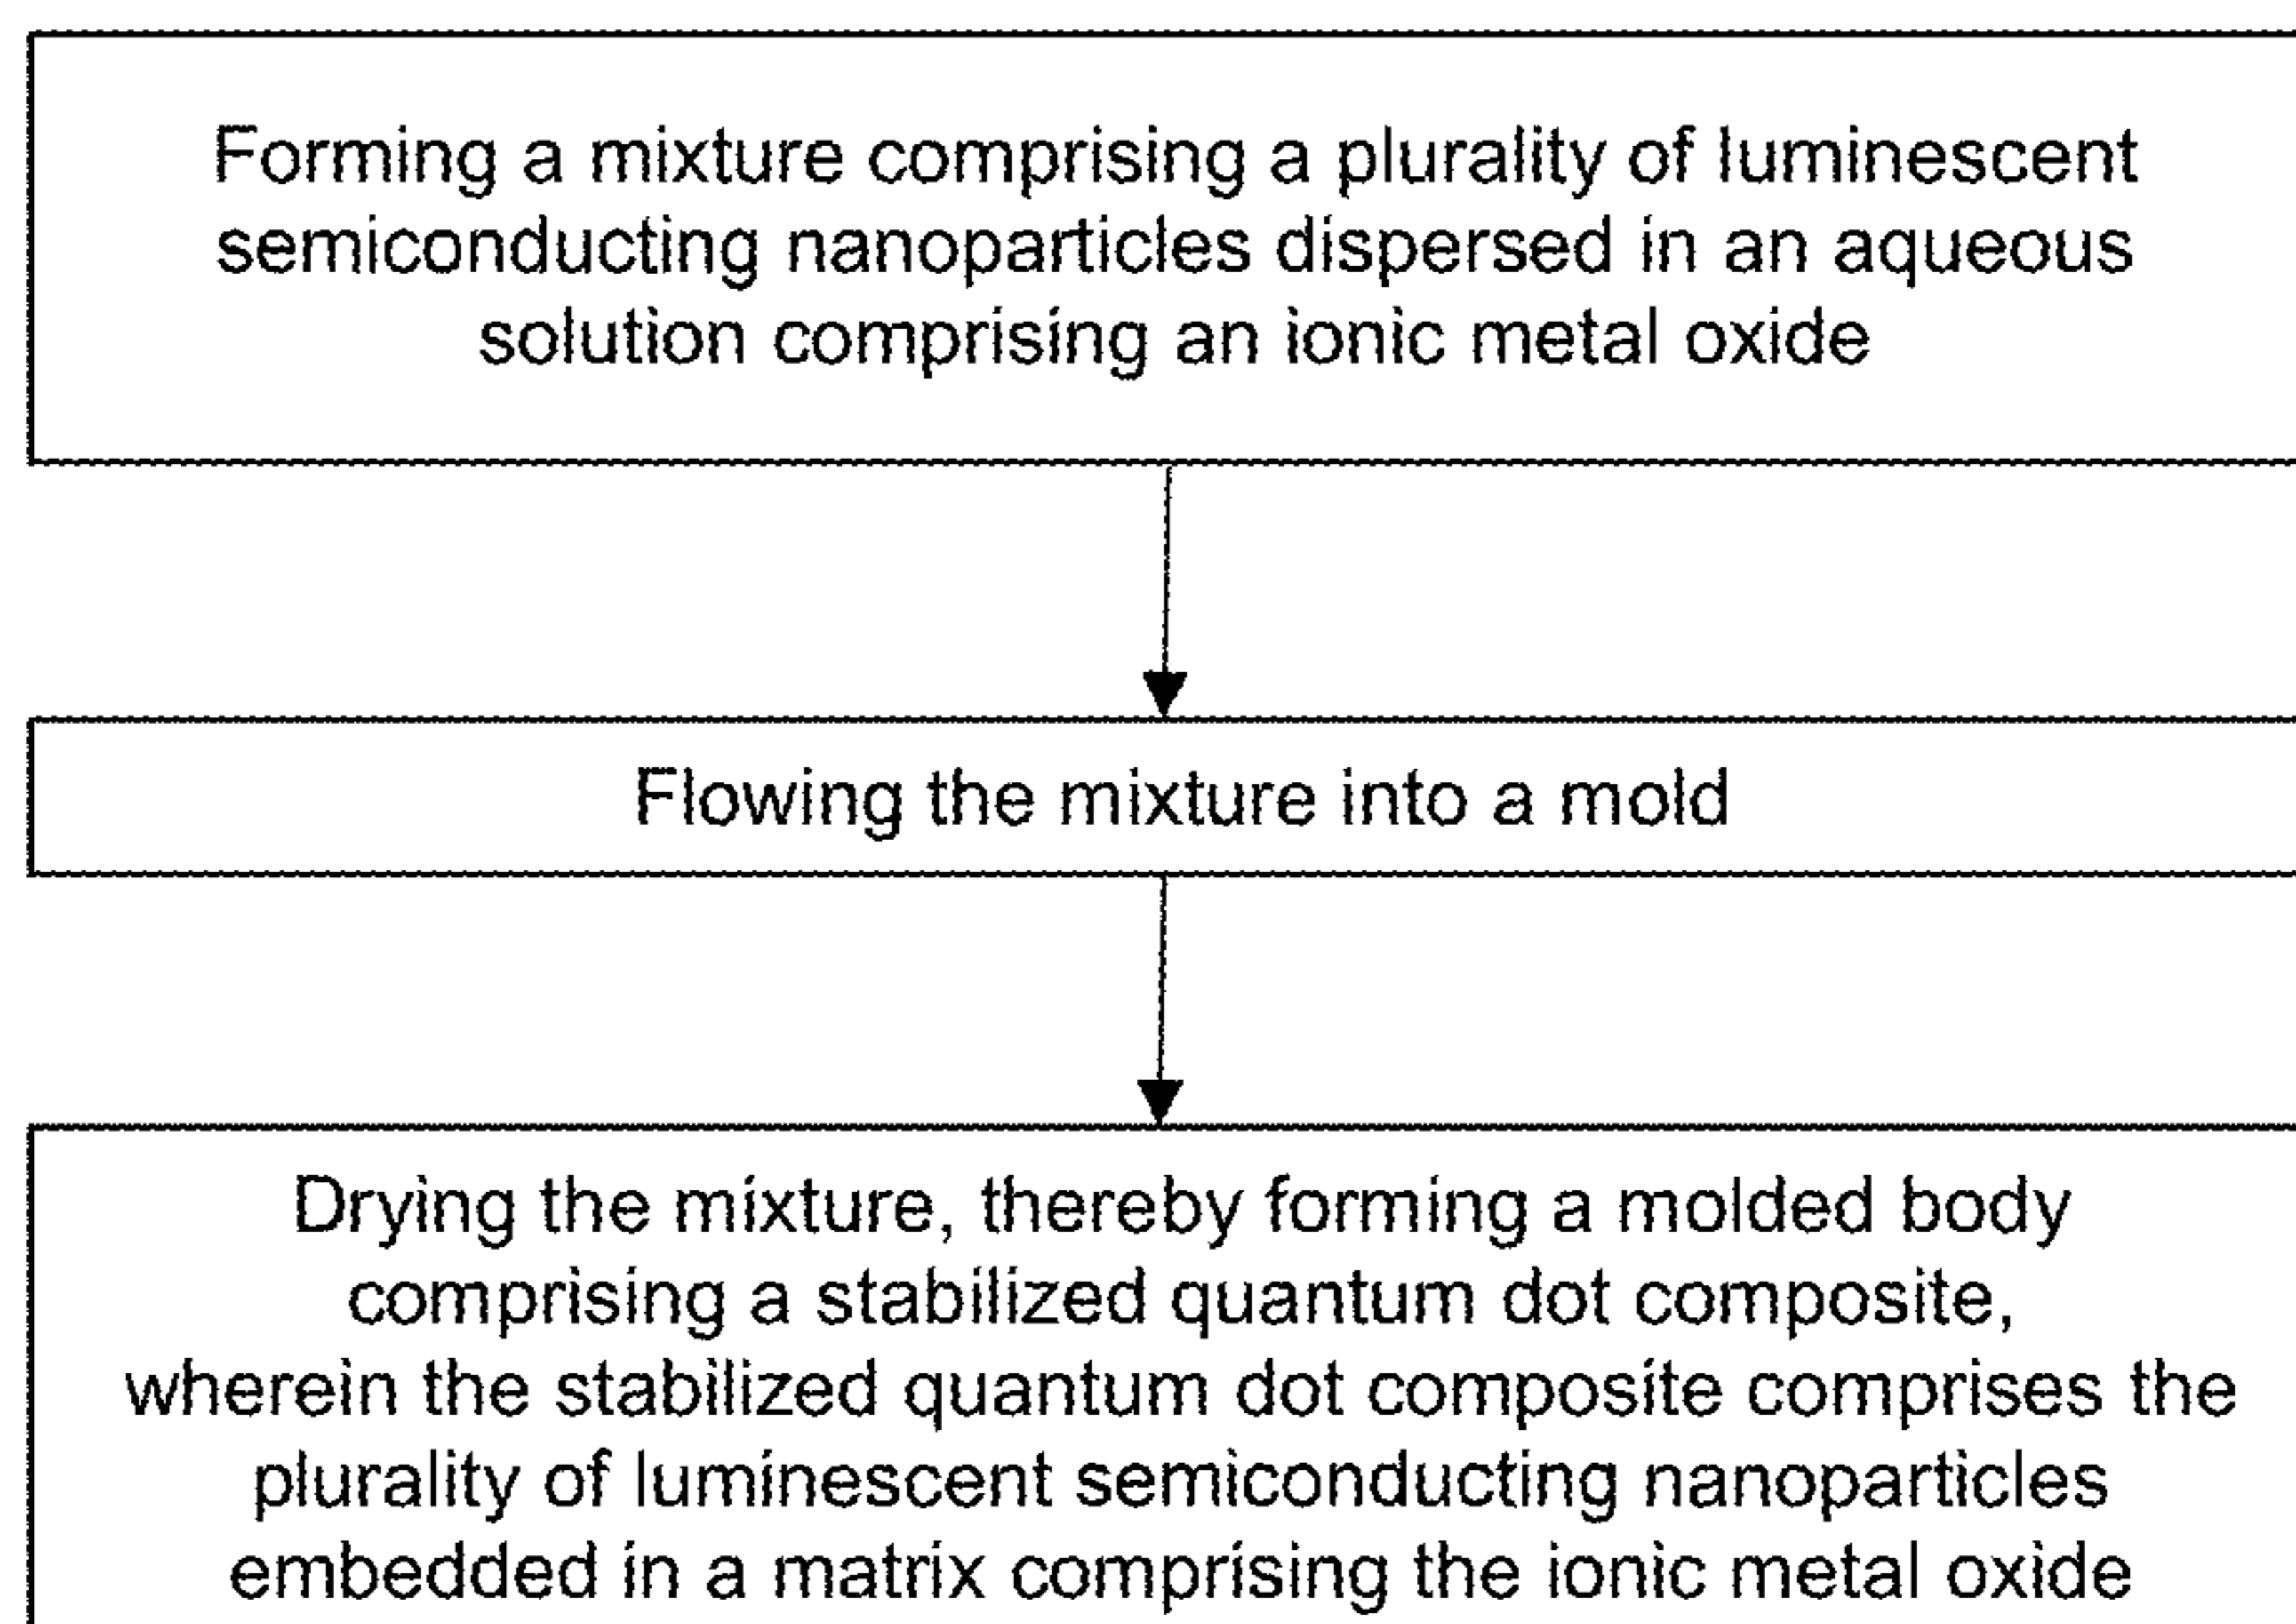 Forming a mixture comprising a plurality of luminescent
semiconducting nanoparticles dispersed in an aqueous
solution comprising an ionic metal oxide
Flowing the mixture into a mold
Drying the mixture, thereby forming a molded body
comprising a stabilized quantum dot composite,
wherein the stabilized quantum dot composite comprises the
plurality of luminescent semiconducting nanoparticles
embedded in a matrix comprising the ionic metal oxide